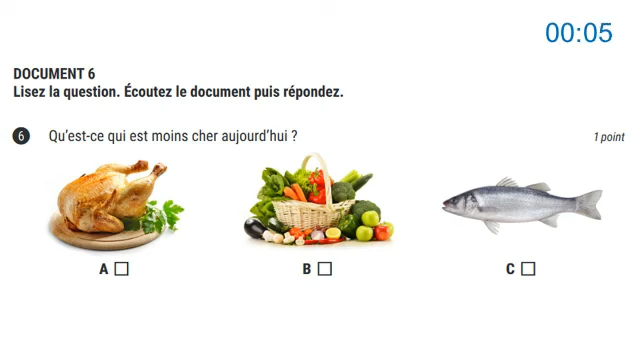 00:05
DOCUMENT 6
Lisez la question. Écoutez le document puis répondez.
6 Qu'est-ce qui est moins cher aujourd'hui ? 1 point
A B C